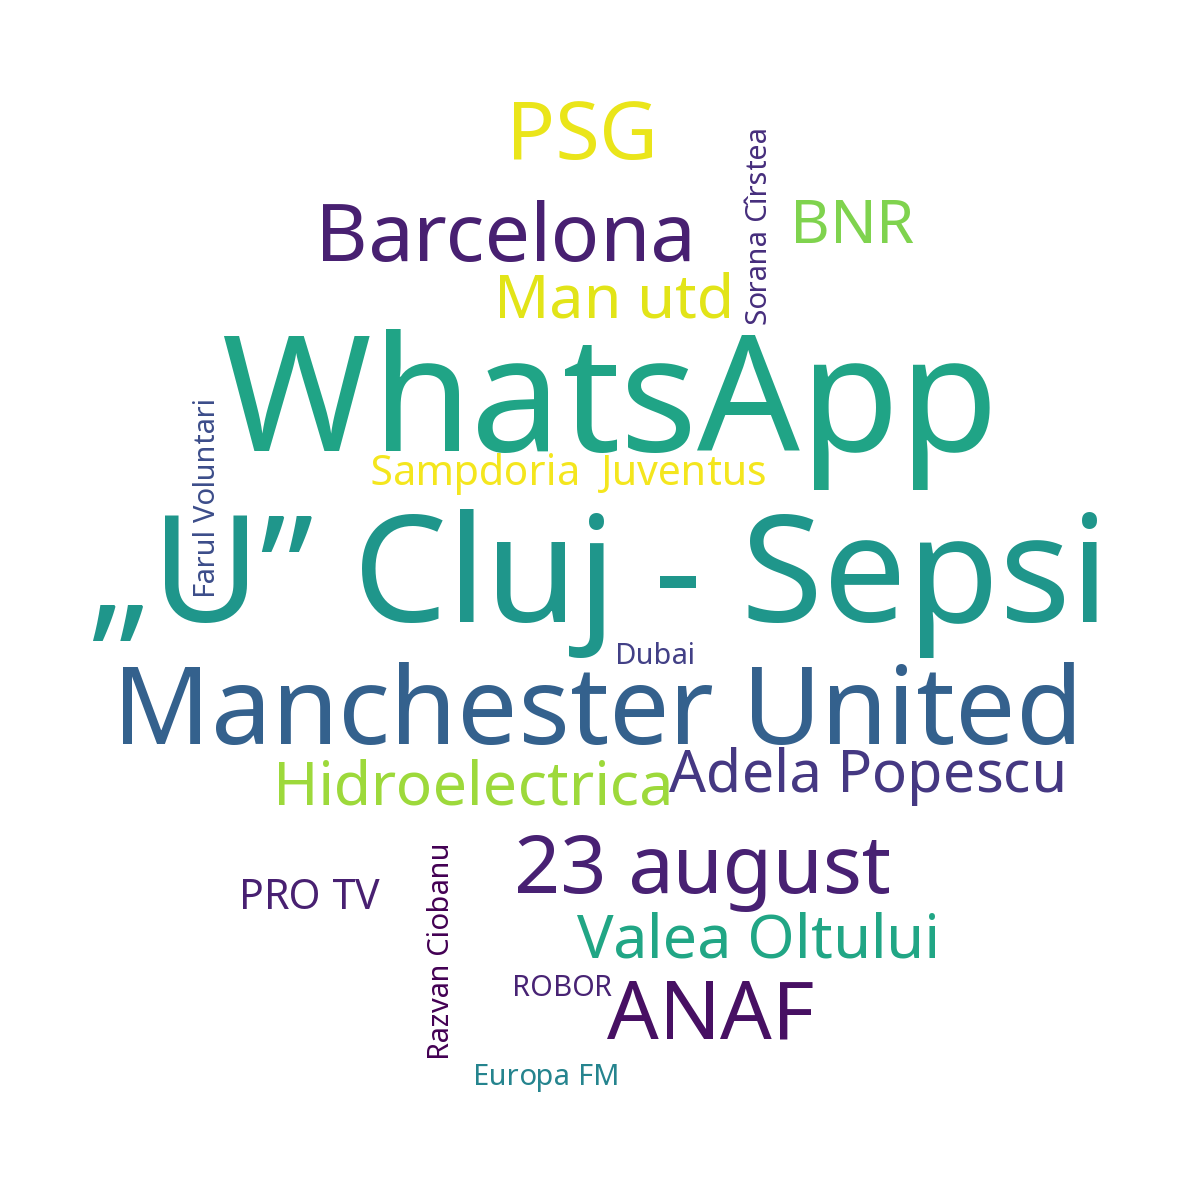 PSG
Sorana Cîrstea
BNR
Barcelona
Man utd
WhatsApp
Farul Voluntari
Sampdoria Juventus
„U” Cluj - Sepsi
Dubai
Manchester United
Hidroelectrica
Adela Popescu
23 august
PRO TV
Razvan Ciobanu
Valea Oltului
ROBOR
ANAF
Europa FM